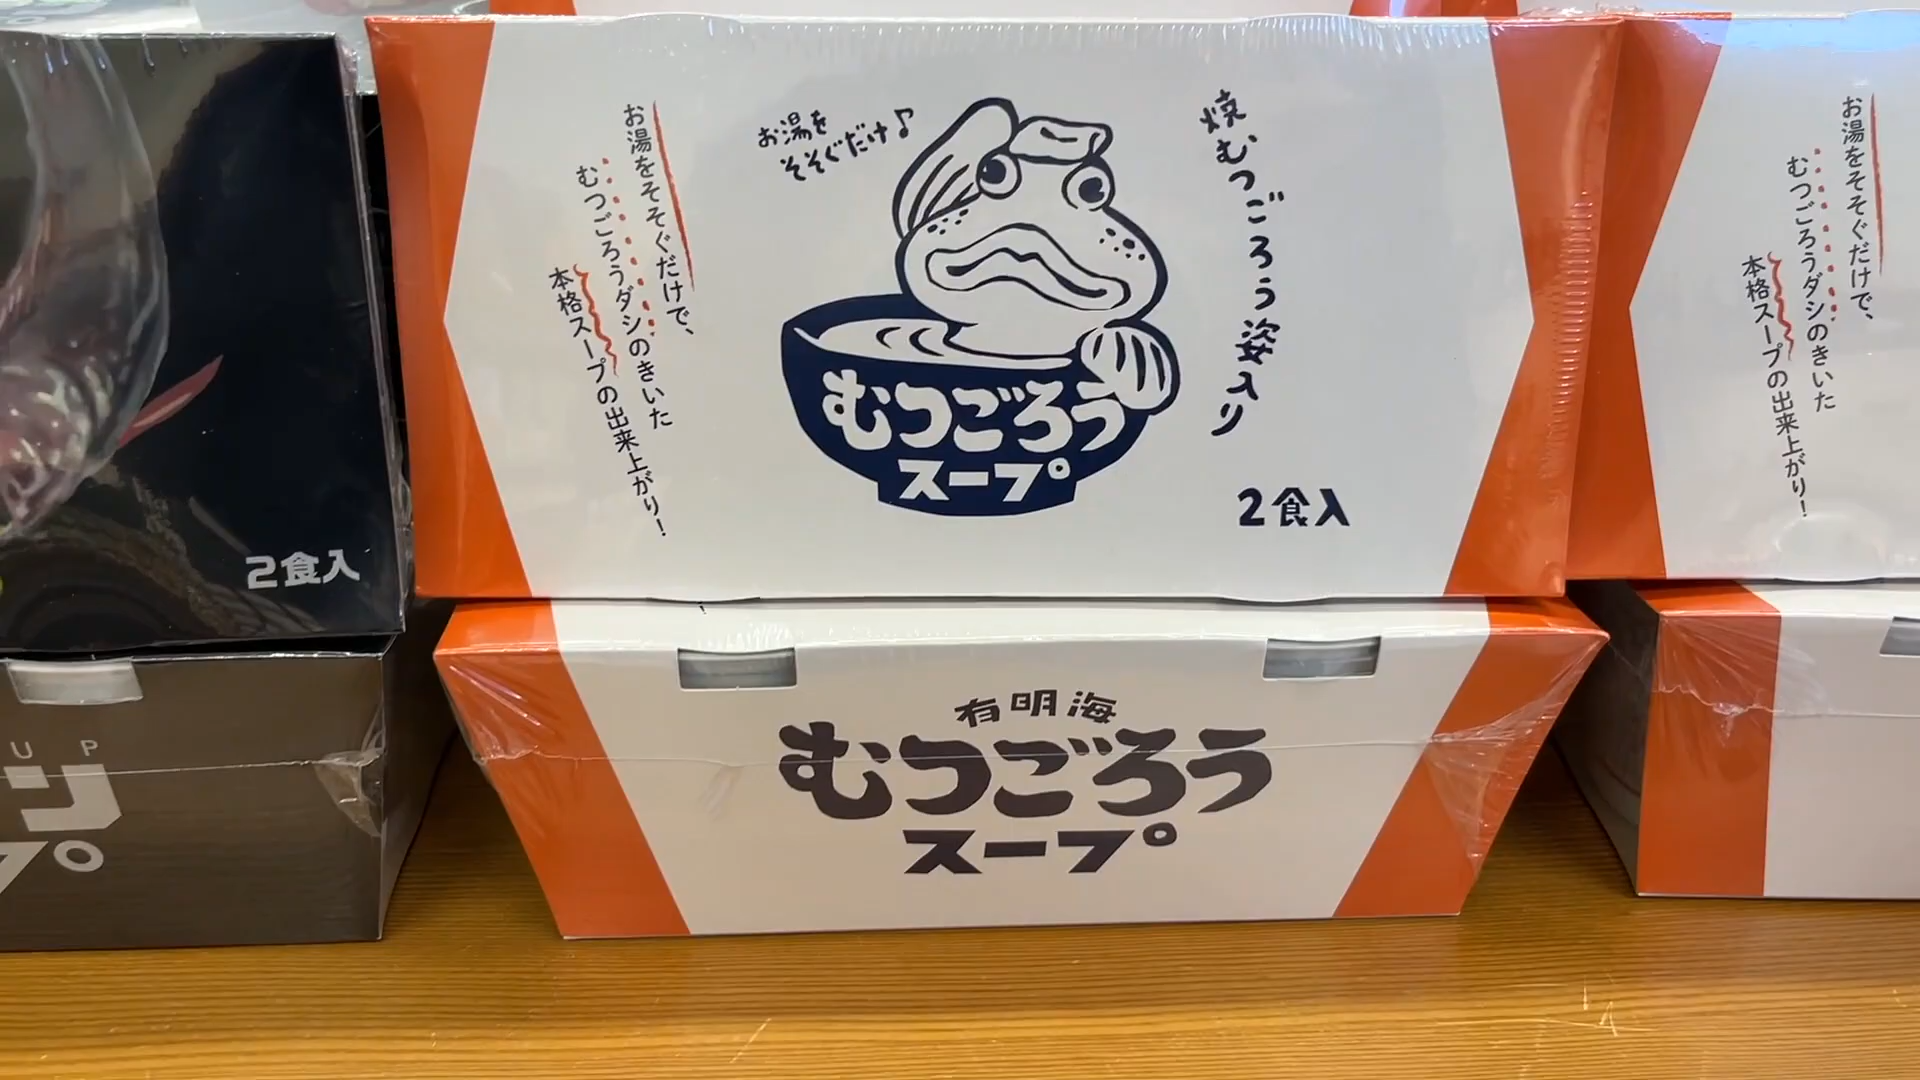 お湯をそそぐだけで、
むつごろうダシのきいた
本格スープの出来上がり!
お湯を
そそぐだけ♪
焼むつごろう姿入り
むつごろう
スープ
2食入
有明海
むつごろう
スープ
2食入
UP
プ
お湯をそそぐだけで、
むつごろうダシのきいた
本格スープの出来上がり!